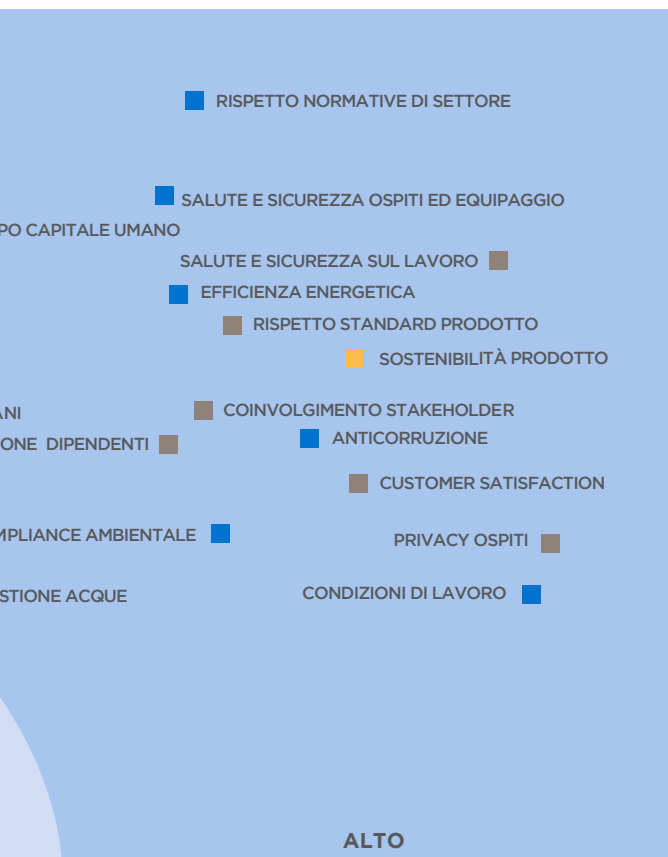 RISPETTO NORMATIVE DI SETTORE
SALUTE E SICUREZZA OSPITI ED EQUIPAGGIO
PO CAPITALE UMANO
SALUTE E SICUREZZA SUL LAVORO
EFFICIENZA ENERGETICA
RISPETTO STANDARD PRODOTTO
SOSTENIBILITÀ PRODOTTO
COINVOLGIMENTO STAKEHOLDER
ANI
ANTICORRUZIONE
ONE DIPENDENTI
CUSTOMER SATISFACTION
MPLIANCE AMBIENTALE
PRIVACY OSPITI
CONDIZIONI DI LAVORO
STIONE ACQUE
ALTO